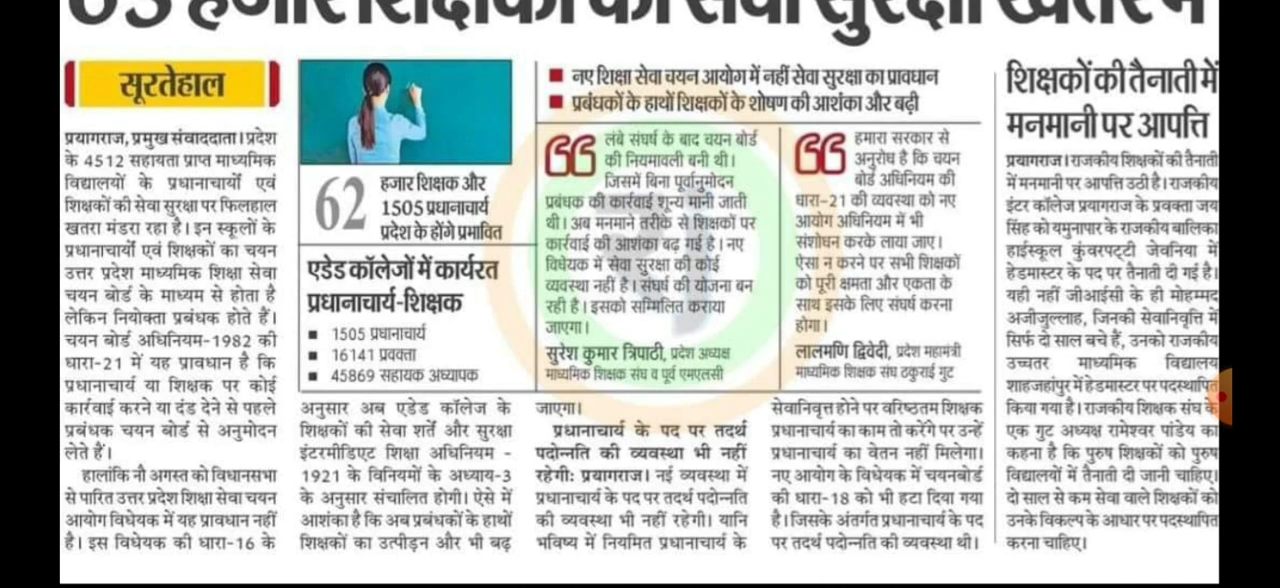 63 हजार शिक्षकों की सेवा सुरक्षा खतरे में
सूरतेहाल
प्रयागराज, प्रमुख संवाददाता। प्रदेश
के 4512 सहायता प्राप्त माध्यमिक
विद्यालयों के प्रधानाचार्यों एवं
शिक्षकों की सेवा सुरक्षा पर फिलहाल
खतरा मंडरा रहा है। इन स्कूलों के
प्रधानाचार्यों एवं शिक्षकों का चयन
उत्तर प्रदेश माध्यमिक शिक्षा सेवा
चयन बोर्ड के माध्यम से होता है
लेकिन नियोक्ता प्रबंधक होते हैं।
चयन बोर्ड अधिनियम-1982 की
धारा-21 में यह प्रावधान है कि
प्रधानाचार्य या शिक्षक पर कोई
कार्रवाई करने या दंड देने से पहले
प्रबंधक चयन बोर्ड से अनुमोदन
लेते हैं।
हालांकि नौ अगस्त को विधानसभा
से पारित उत्तर प्रदेश शिक्षा सेवा चयन
आयोग विधेयक में यह प्रावधान नहीं
है। इस विधेयक की धारा-16 के
62 हजार शिक्षक और
1505 प्रधानाचार्य
प्रदेश के होंगे प्रभावित
एडेड कॉलेजों में कार्यरत
प्रधानाचार्य-शिक्षक
■ 1505 प्रधानाचार्य
■ 16141 प्रवक्ता
■ 45869 सहायक अध्यापक
अनुसार अब एडेड कॉलेज के
शिक्षकों की सेवा शर्तें और सुरक्षा
इंटरमीडिएट शिक्षा अधिनियम -
1921 के विनियमों के अध्याय-3
के अनुसार संचालित होगी। ऐसे में
आशंका है कि अब प्रबंधकों के हाथों
शिक्षकों का उत्पीड़न और भी बढ़
■ नए शिक्षा सेवा चयन आयोग में नहीं सेवा सुरक्षा का प्रावधान
■ प्रबंधकों के हाथों शिक्षकों के शोषण की आशंका और बढ़ी
लंबे संघर्ष के बाद चयन बोर्ड
की नियमावली बनी थी।
जिसमें बिना पूर्वानुमोदन
प्रबंधक की कार्रवाई शून्य मानी जाती
थी। अब मनमाने तरीके से शिक्षकों पर
कार्रवाई की आशंका बढ़ गई है। नए
विधेयक में सेवा सुरक्षा की कोई
व्यवस्था नहीं है। संघर्ष की योजना बन
रही है। इसको सम्मिलित कराया
जाएगा।
सुरेश कुमार त्रिपाठी, प्रदेश अध्यक्ष
माध्यमिक शिक्षक संघ व पूर्व एमएलसी
हमारा सरकार से
अनुरोध है कि चयन
बोर्ड अधिनियम की
धारा-21 की व्यवस्था को नए
आयोग अधिनियम में भी
संशोधन करके लाया जाए।
ऐसा न करने पर सभी शिक्षकों
को पूरी क्षमता और एकता के
साथ इसके लिए संघर्ष करना
होगा।
लालमणि द्विवेदी, प्रदेश महामंत्री
माध्यमिक शिक्षक संघ ठकुराई गुट
जाएगा।
प्रधानाचार्य के पद पर तदर्थ
पदोन्नति की व्यवस्था भी नहीं
रहेगी: प्रयागराज। नई व्यवस्था में
प्रधानाचार्य के पद पर तदर्थ पदोन्नति
की व्यवस्था भी नहीं रहेगी। यानि
भविष्य में नियमित प्रधानाचार्य के
सेवानिवृत्त होने पर वरिष्ठतम शिक्षक
प्रधानाचार्य का काम तो करेंगे पर उन्हें
प्रधानाचार्य का वेतन नहीं मिलेगा।
नए आयोग के विधेयक में चयनबोर्ड
की धारा-18 को भी हटा दिया गया
है। जिसके अंतर्गत प्रधानाचार्य के पद
पर तदर्थ पदोन्नति की व्यवस्था थी।
शिक्षकों की तैनाती में
मनमानी पर आपत्ति
प्रयागराज। राजकीय शिक्षकों की तैनाती
में मनमानी पर आपत्ति उठी है। राजकीय
इंटर कॉलेज प्रयागराज के प्रवक्ता जय
सिंह को यमुनापार के राजकीय बालिका
हाईस्कूल कुंवरपट्टी जेवनिया में
हेडमास्टर के पद पर तैनाती दी गई है।
यही नहीं जीआईसी के ही मोहम्मद
अजीजुल्लाह, जिनकी सेवानिवृत्ति में
सिर्फ दो साल बचे हैं, उनको राजकीय
उच्चतर माध्यमिक विद्यालय
शाहजहांपुर में हेडमास्टर पर पदस्थापित
किया गया है। राजकीय शिक्षक संघ के
एक गुट अध्यक्ष रामेश्वर पांडेय का
कहना है कि पुरुष शिक्षकों को पुरुष
विद्यालयों में तैनाती दी जानी चाहिए।
दो साल से कम सेवा वाले शिक्षकों को
उनके विकल्प के आधार पर पदस्थापित
करना चाहिए।